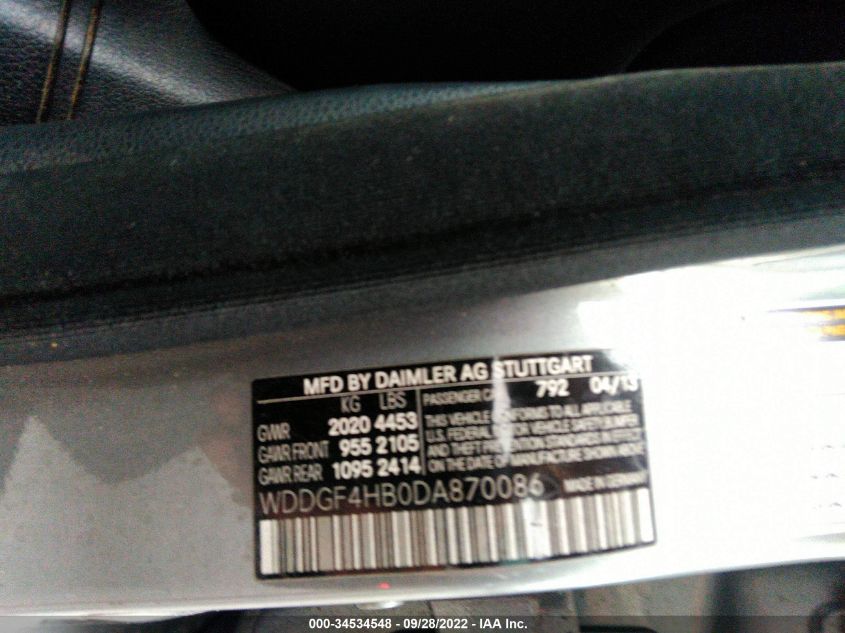 MFD BY DAIMLER AG STUTTGART
KG LBS
GVWR 2020 4453
GAWR FRONT 955 2105
GAWR REAR 1095 2414
PASSENGER 792 04/13
THIS VEHICLE CONFORMS TO ALL APPLICABLE
U.S. FEDERAL MOTOR VEHICLE SAFETY BUMPER
AND THEFT PREVENTION STANDARDS IN EFFECT
ON THE DATE OF MANUFACTURE SHOWN ABOVE
WDDGF4HB0DA870086 MADE IN GERMANY
000-34534548 - 09/28/2022 - IAA Inc.